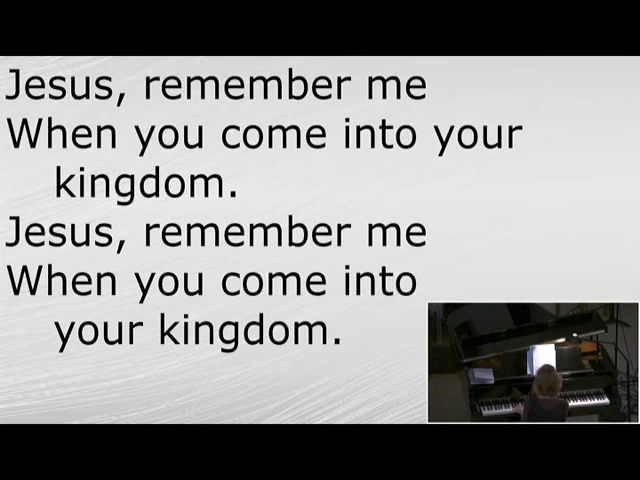 Jesus, remember me
When you come into your
kingdom.
Jesus, remember me
When you come into
your kingdom.